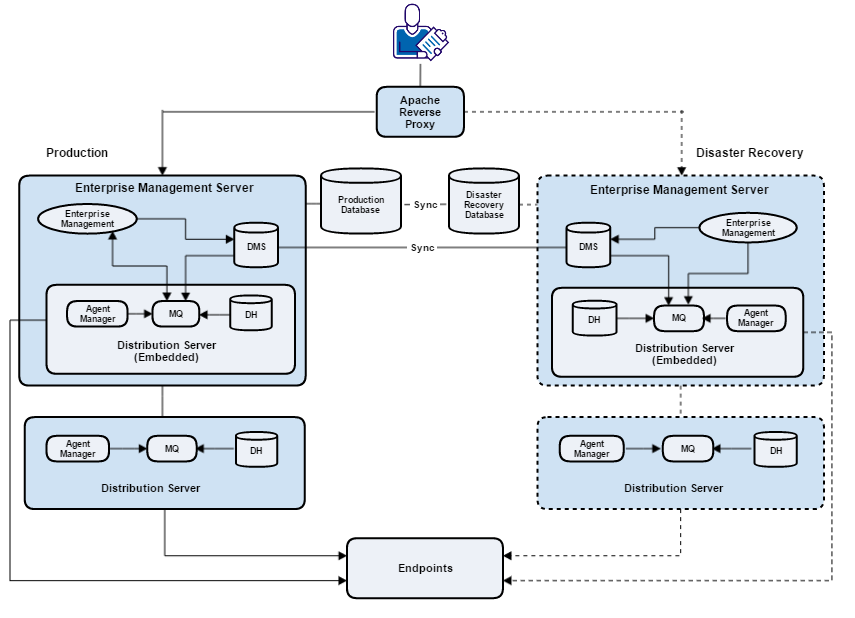 Apache
Reverse
Proxy
Production
Disaster Recovery
Enterprise Management Server
Enterprise
Management
DMS
Agent
Manager
MQ
DH
Distribution Server
(Embedded)
Production
Database
Sync
Disaster
Recovery
Database
Sync
Enterprise Management Server
DMS
Enterprise
Management
DH
MQ
Agent
Manager
Distribution Server
(Embedded)
Agent
Manager
MQ
DH
Distribution Server
Agent
Manager
MQ
DH
Distribution Server
Endpoints